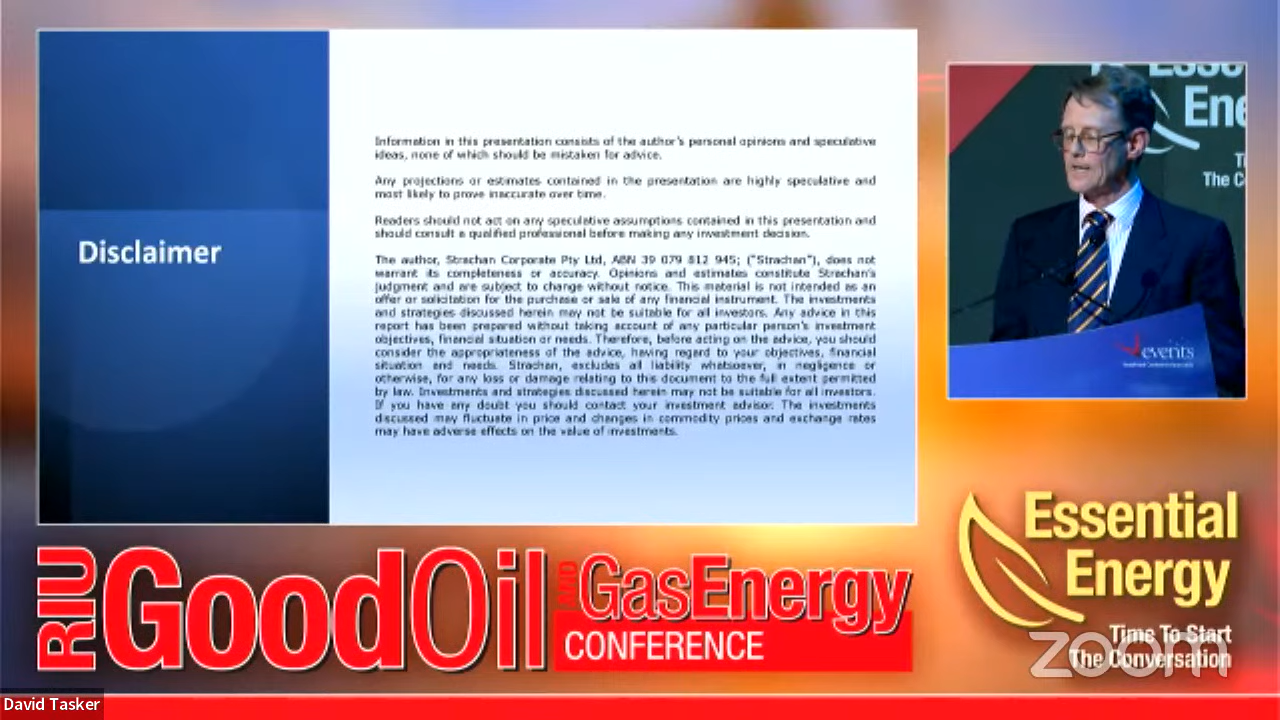 Disclaimer
Information in this presentation consists of the author's personal opinions and speculative
ideas, none of which should be mistaken for advice.
Any projections or estimates contained in the presentation are highly speculative and
most likely to prove inaccurate over time.
Readers should not act on any speculative assumptions contained in this presentation and
should consult a qualified professional before making any investment decision.
The author, Strachan Corporate Pty Ltd, ABN 39 079 812 945; ("Strachan"), does not
warrant its completeness or accuracy. Opinions and estimates constitute Strachan's
judgment and are subject to change without notice. This material is not intended as an
offer or solicitation for the purchase or sale of any financial instrument. The investments
and strategies discussed herein may not be suitable for all investors. Any advice in this
report has been prepared without taking account of any particular person's investment
objectives, financial situation or needs. Therefore, before acting on the advice, you should
consider the appropriateness of the advice, having regard to your objectives, financial
situation and needs. Strachan, excludes all liability whatsoever, in negligence or
otherwise, for any loss or damage relating to this document to the full extent permitted
by law. Investments and strategies discussed herein may not be suitable for all investors.
If you have any doubt you should contact your investment advisor. The investments
discussed may fluctuate in price and changes in commodity prices and exchange rates
may have adverse effects on the value of investments.
Esse
Ene
Ti
The C
events
RIU GoodOil AND GasEnergy
CONFERENCE
Essential
Energy
Time To Start
The Conversation
zoom
David Tasker